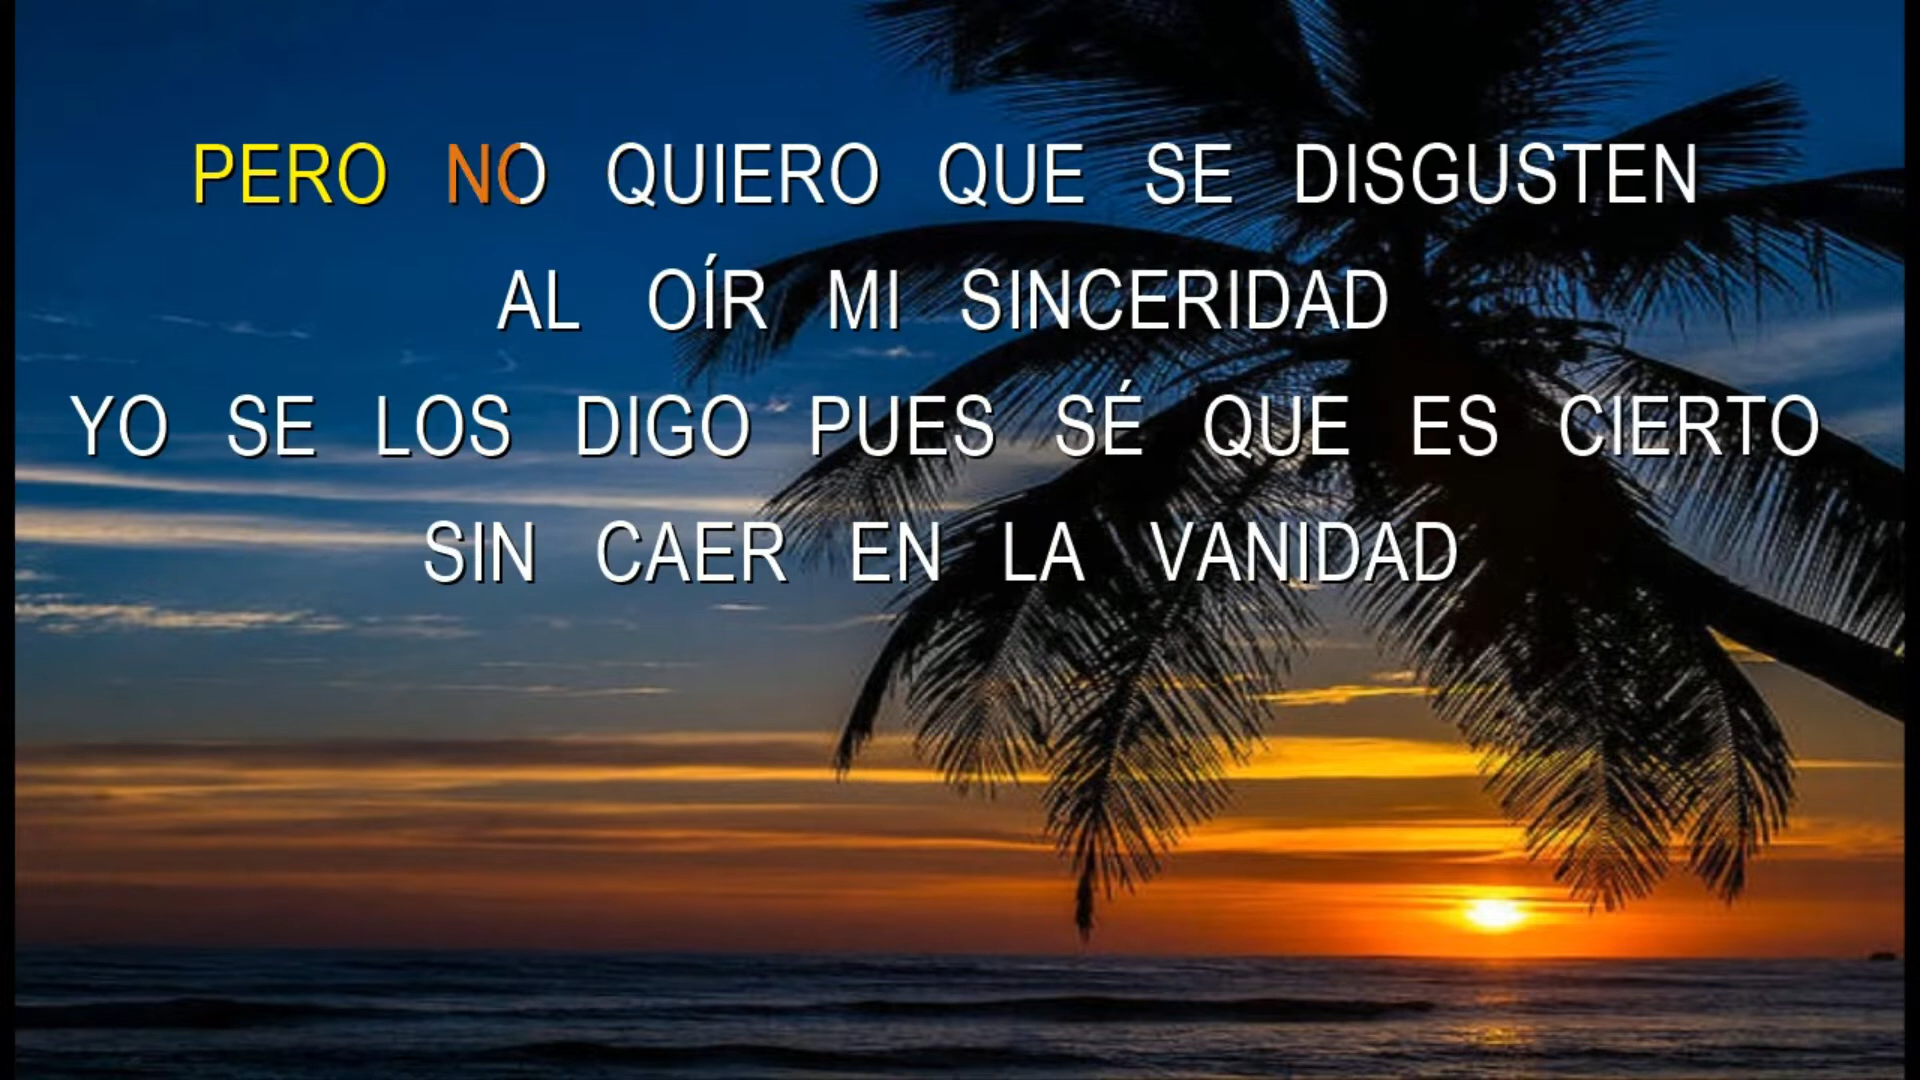 PERO NO QUIERO QUE SE DISGUSTEN
AL OÍR MI SINCERIDAD
YO SE LOS DIGO PUES SÉ QUE ES CIERTO
SIN CAER EN LA VANIDAD